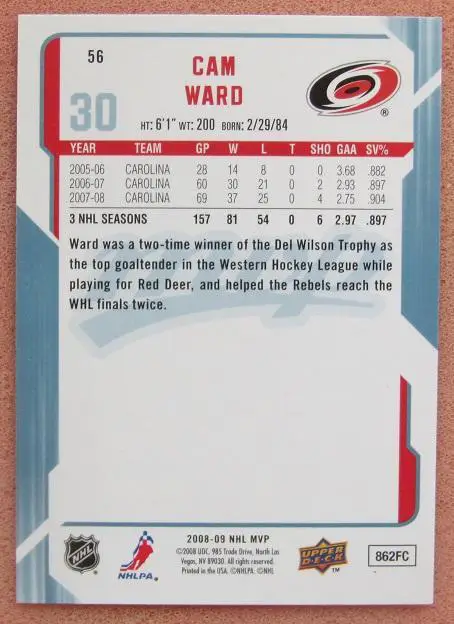 56
CAM
WARD
30
HT: 6'1" WT: 200 BORN: 2/29/84
®
YEAR TEAM GP W L T SHO GAA SV%
2005-06 CAROLINA 28 14 8 0 0 3.68 .882
2006-07 CAROLINA 60 30 21 0 2 2.93 .897
2007-08 CAROLINA 69 37 25 0 4 2.75 .904
3 NHL SEASONS 157 81 54 0 6 2.97 .897
Ward was a two-time winner of the Del Wilson Trophy as
the top goaltender in the Western Hockey League while
playing for Red Deer, and helped the Rebels reach the
WHL finals twice.
mvp
2008-09 NHL MVP
©2008 UDC. 985 Trade Drive, North Las
Vegas, NV 89030. All rights reserved.
Printed in the USA. ©NHLPA. ©NHL
NHL
NHLPA.
UPPER
DECK
TM
862FC